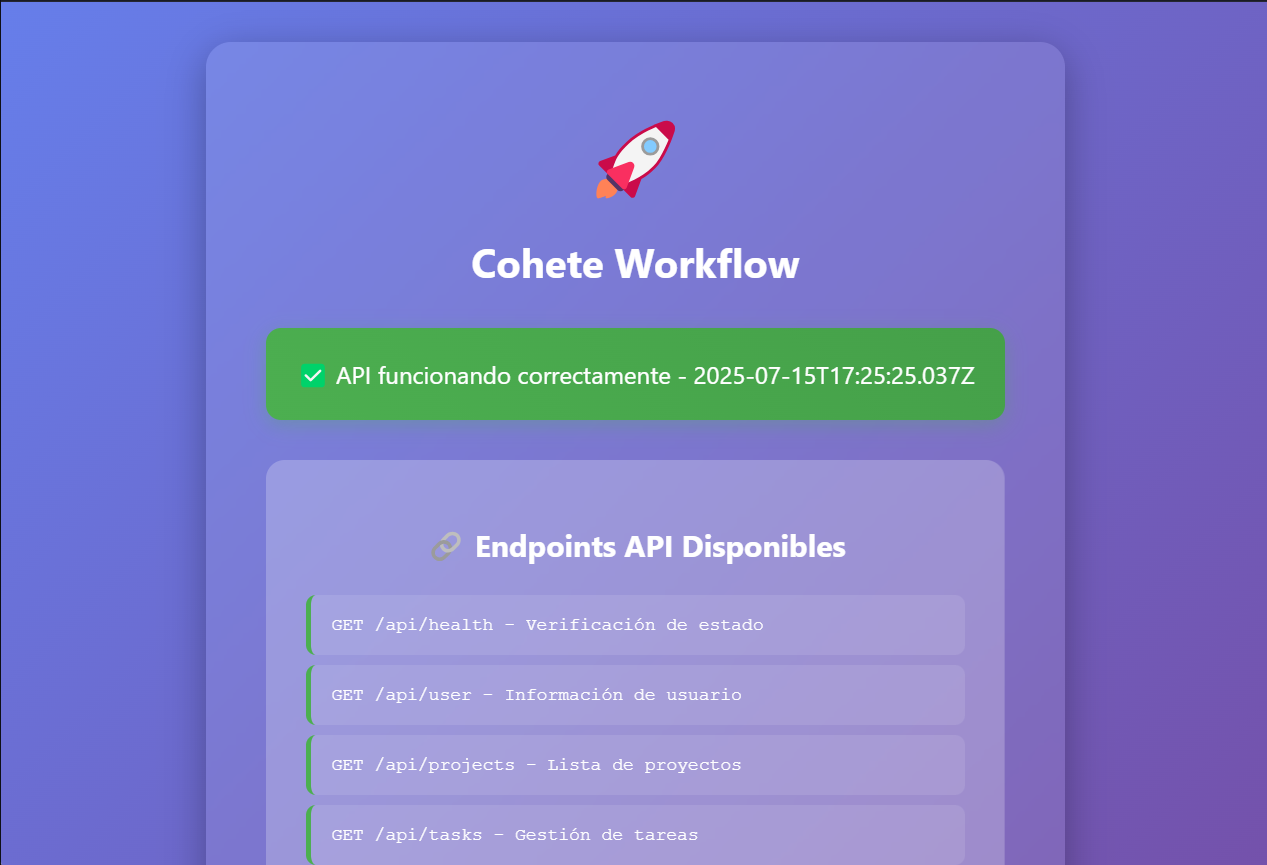 Cohete Workflow
API funcionando correctamente - 2025-07-15T17:25:25.037Z
Endpoints API Disponibles
GET /api/health - Verificación de estado
GET /api/user - Información de usuario
GET /api/projects - Lista de proyectos
GET /api/tasks - Gestión de tareas